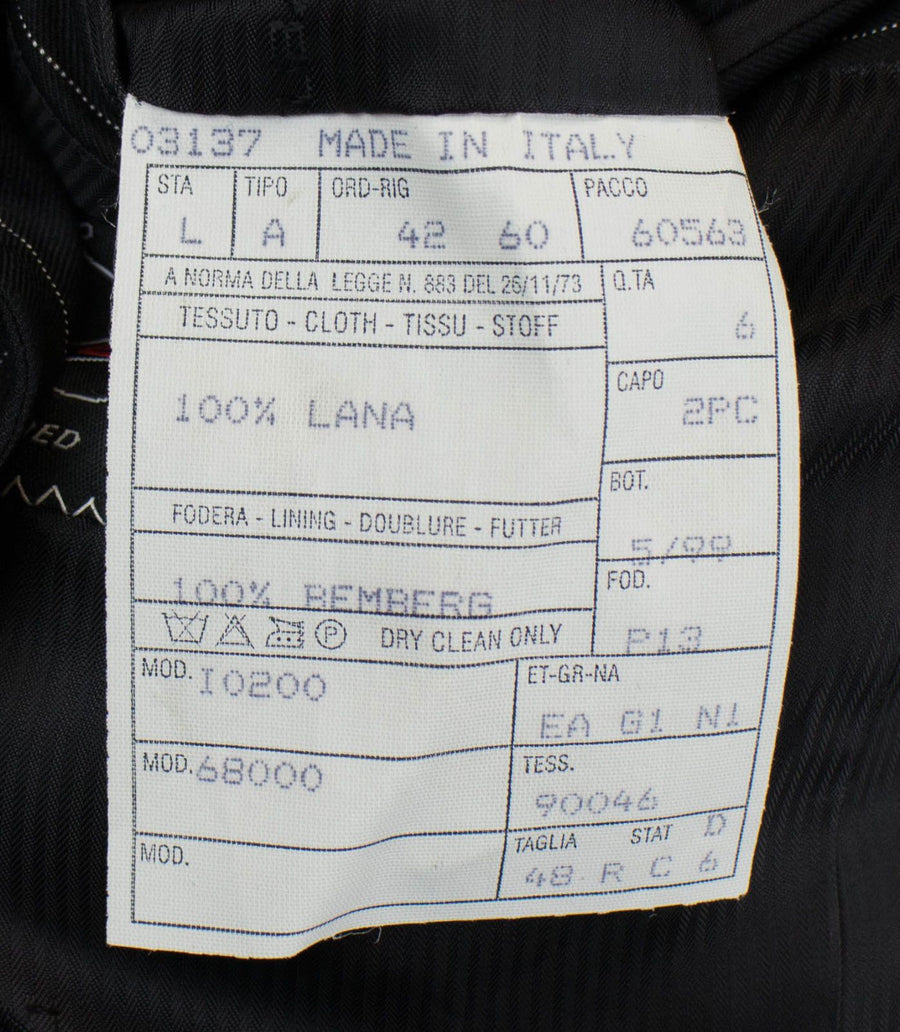 03137 MADE IN ITALY
STA TIPO ORD-RIG PACCO
L A 42 60 60563
A NORMA DELLA LEGGE N. 883 DEL 26/11/73
Q.TA
6
TESSUTO - CLOTH - TISSU - STOFF
CAPO
2PC
100% LANA
BOT.
5/99
FODERA - LINING - DOUBLURE - FUTTER
FOD.
P13
100% BEMBERG
P DRY CLEAN ONLY
MOD. I0200
ET-GR-NA
EA G1 N1
MOD. 68000
TESS.
90046
MOD.
TAGLIA STAT D
48 R C 6